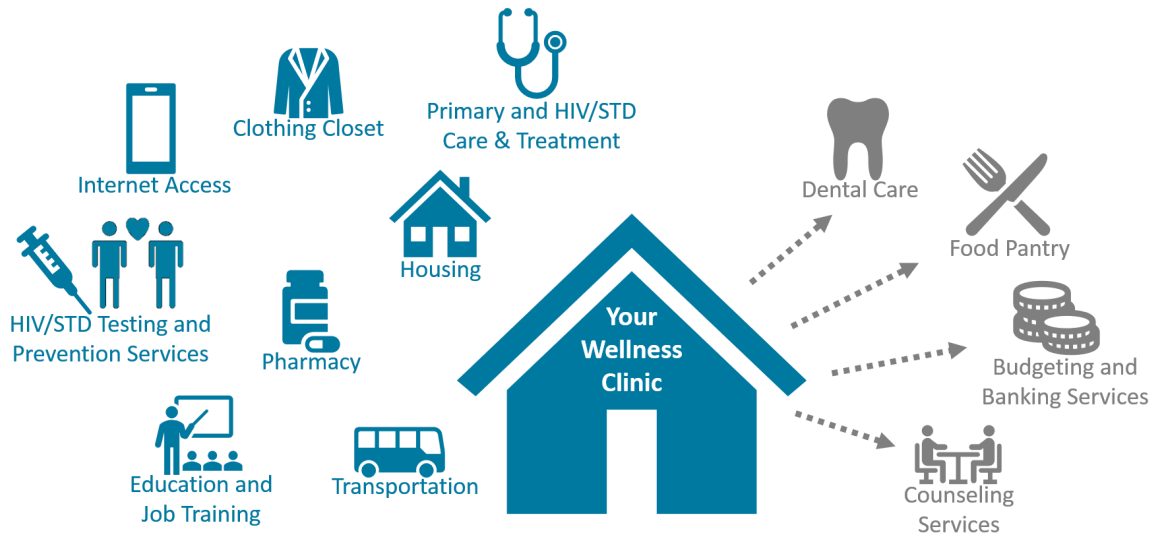 Primary and HIV/STD
Care & Treatment
Clothing Closet
Internet Access
Housing
HIV/STD Testing and
Prevention Services
Pharmacy
Education and
Job Training
Transportation
Your
Wellness
Clinic
Dental Care
Food Pantry
Budgeting and
Banking Services
Counseling
Services